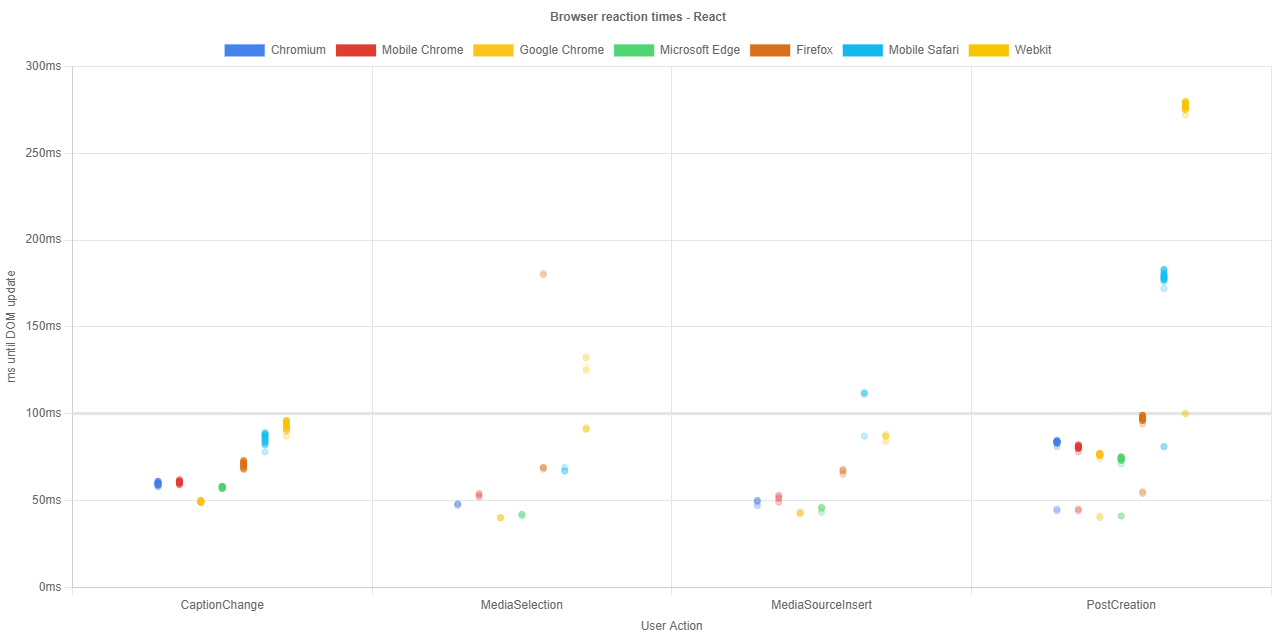 Browser reaction times - React
Chromium Mobile Chrome Google Chrome Microsoft Edge Firefox Mobile Safari Webkit
300ms
250ms
200ms
150ms
100ms
50ms
0ms
ms until DOM update
CaptionChange MediaSelection MediaSourceInsert PostCreation
User Action